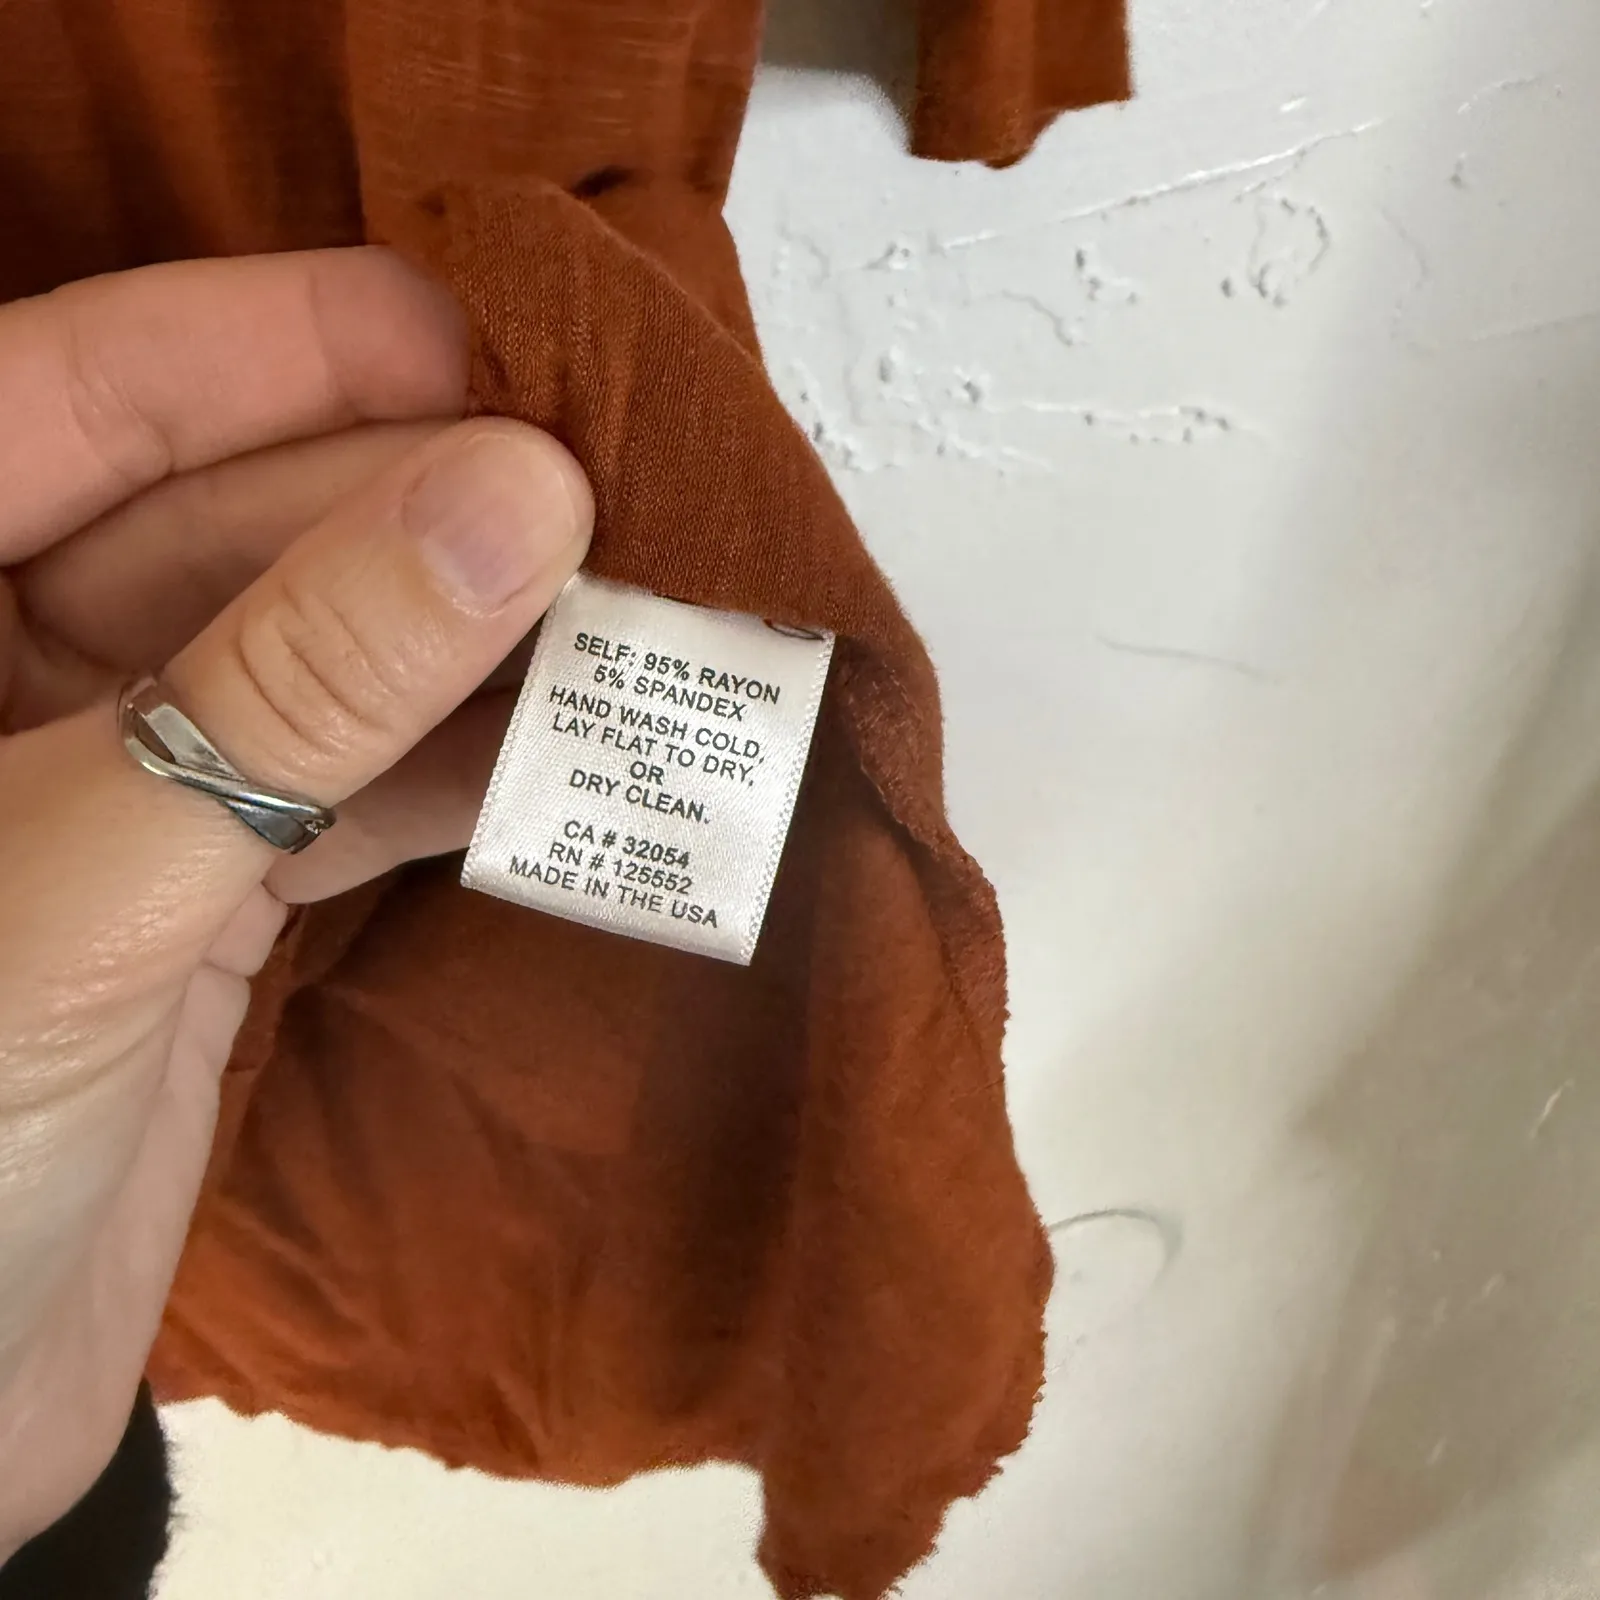 SELF: 95% RAYON
5% SPANDEX
HAND WASH COLD,
LAY FLAT TO DRY,
OR
DRY CLEAN.
CA # 32054
RN # 125552
MADE IN THE USA